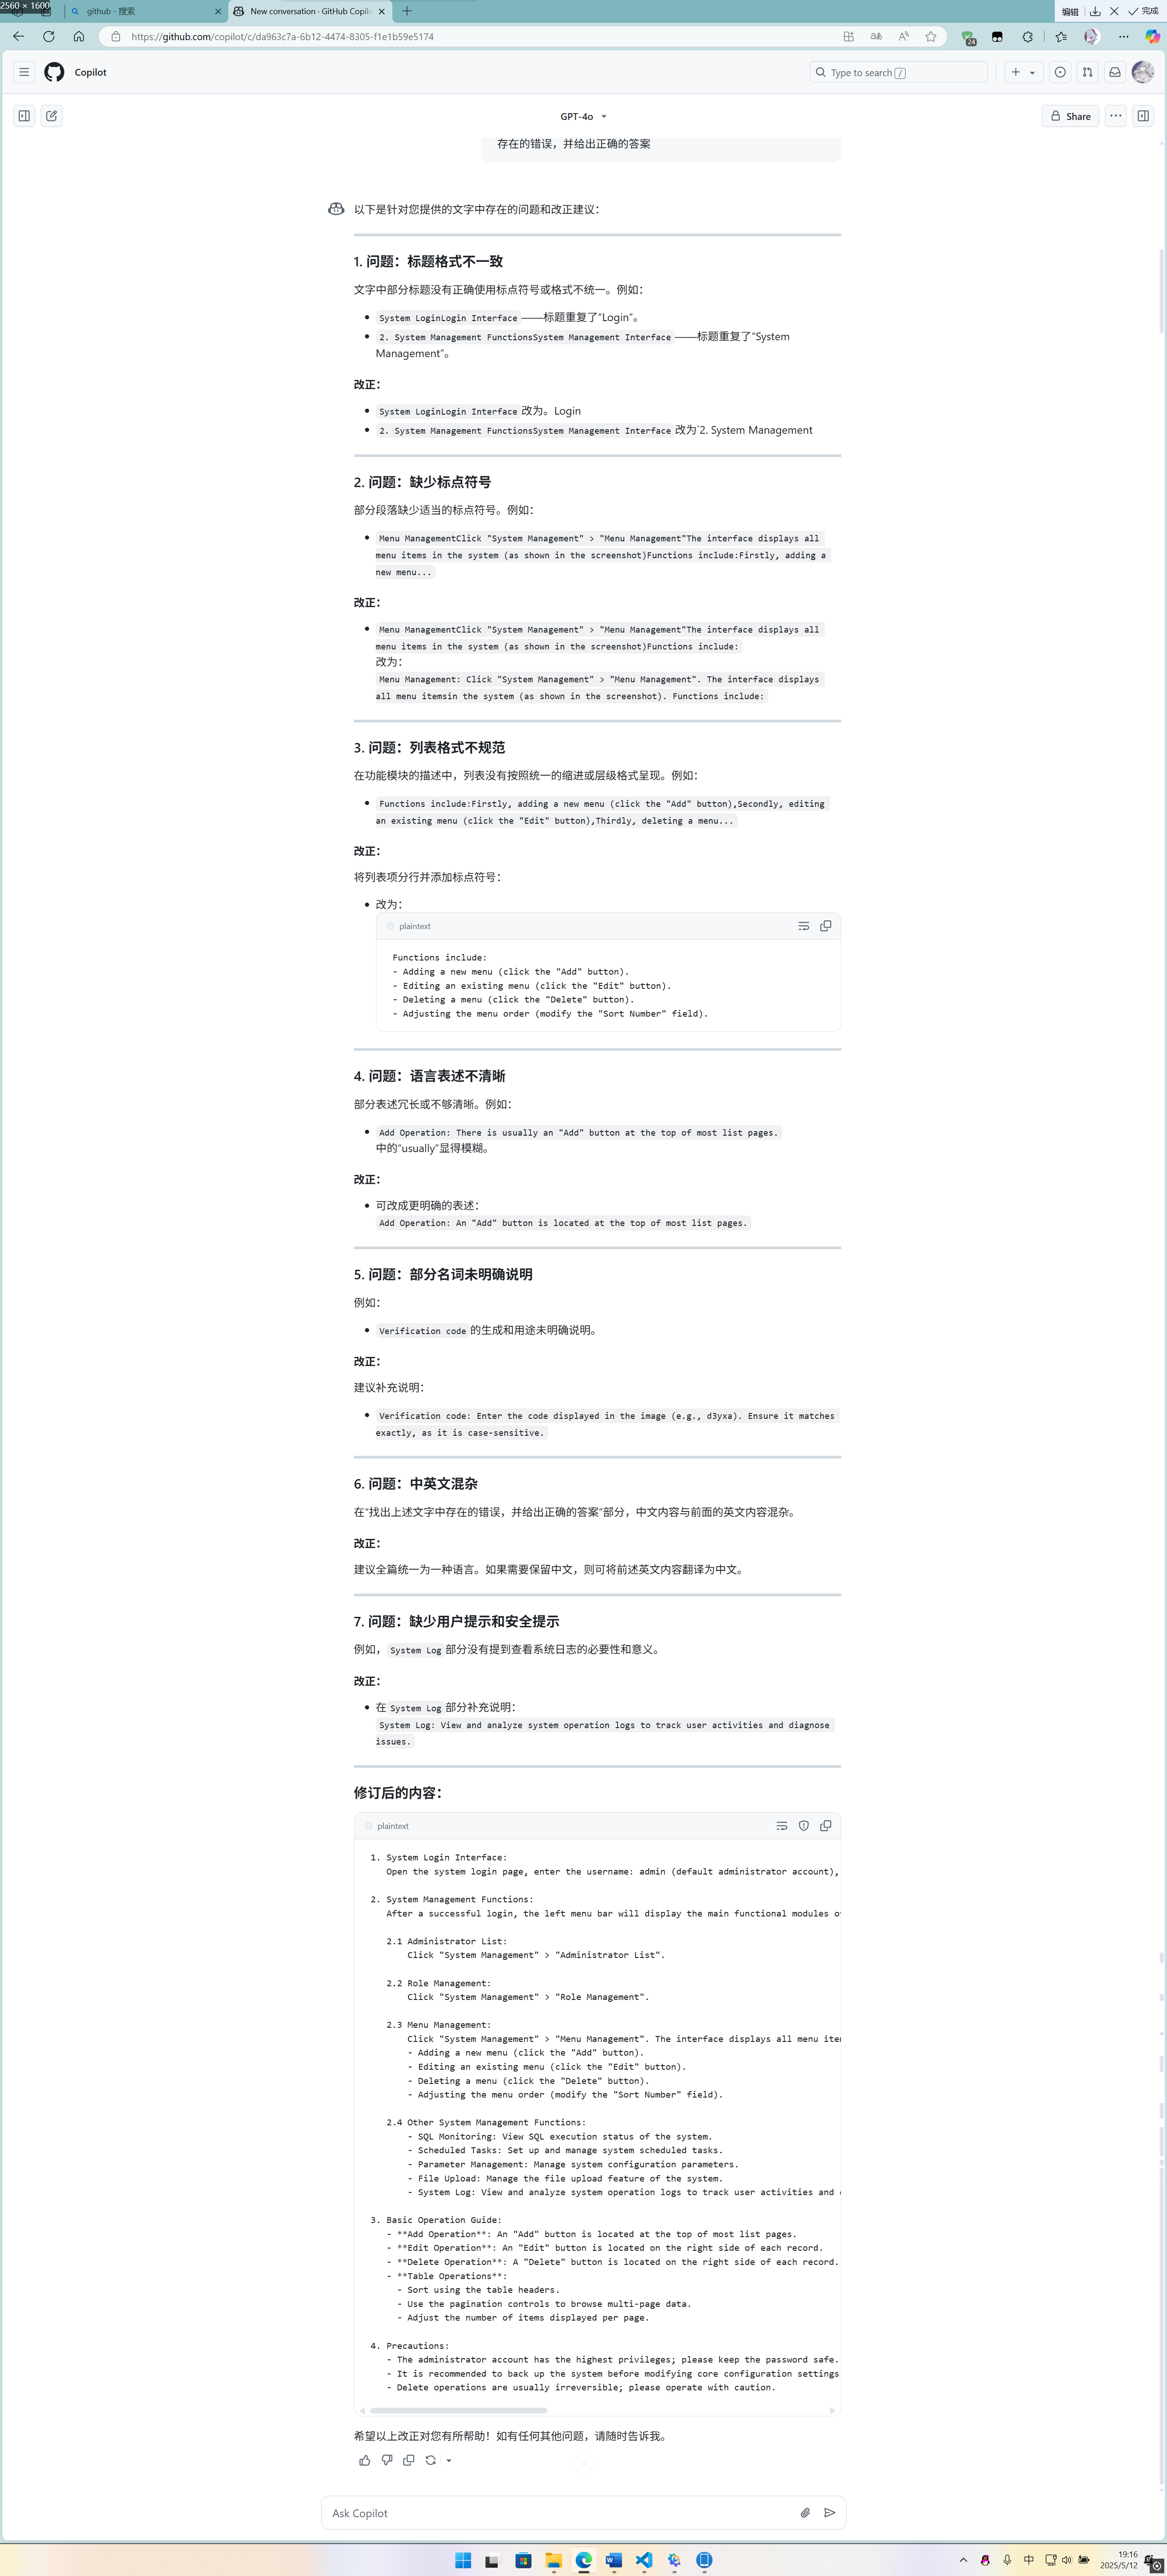 2560 × 1600
github - 搜索
New conversation · GitHub Copilo
编辑
完成
https://github.com/copilot/c/da963c7a-6b12-4474-8305-f1e1b59e5174
24
Copilot
Type to search /
GPT-4o
Share
存在的错误，并给出正确的答案
以下是针对您提供的文字中存在的问题和改正建议：
1. 问题：标题格式不一致
文字中部分标题没有正确使用标点符号或格式不统一。例如：
System LoginLogin Interface——标题重复了“Login”。
2. System Management FunctionsSystem Management Interface——标题重复了“System
Management”。
改正：
System LoginLogin Interface改为。Login
2. System Management FunctionsSystem Management Interface 改为`2. System Management
2. 问题：缺少标点符号
部分段落缺少适当的标点符号。例如：
Menu ManagementClick "System Management" > "Menu Management"The interface displays all
menu items in the system (as shown in the screenshot)Functions include:Firstly, adding a
new menu...
改正：
Menu ManagementClick "System Management" > "Menu Management"The interface displays all
menu items in the system (as shown in the screenshot)Functions include:
改为：
Menu Management: Click "System Management" > "Menu Management". The interface displays
all menu itemsin the system (as shown in the screenshot). Functions include:
3. 问题：列表格式不规范
在功能模块的描述中，列表没有按照统一的缩进或层级格式呈现。例如：
Functions include:Firstly, adding a new menu (click the "Add" button),Secondly, editing
an existing menu (click the "Edit" button),Thirdly, deleting a menu...
改正：
将列表项分行并添加标点符号：
改为：
plaintext
Functions include:
- Adding a new menu (click the "Add" button).
- Editing an existing menu (click the "Edit" button).
- Deleting a menu (click the "Delete" button).
- Adjusting the menu order (modify the "Sort Number" field).
4. 问题：语言表述不清晰
部分表述冗长或不够清晰。例如：
Add Operation: There is usually an "Add" button at the top of most list pages.
中的“usually”显得模糊。
改正：
可改成更明确的表述：
Add Operation: An "Add" button is located at the top of most list pages.
5. 问题：部分名词未明确说明
例如：
Verification code的生成和用途未明确说明。
改正：
建议补充说明：
Verification code: Enter the code displayed in the image (e.g., d3yxa). Ensure it matches
exactly, as it is case-sensitive.
6. 问题：中英文混杂
在“找出上述文字中存在的错误，并给出正确的答案”部分，中文内容与前面的英文内容混杂。
改正：
建议全篇统一为一种语言。如果需要保留中文，则可将前述英文内容翻译为中文。
7. 问题：缺少用户提示和安全提示
例如，System Log 部分没有提到查看系统日志的必要性和意义。
改正：
在 System Log 部分补充说明：
System Log: View and analyze system operation logs to track user activities and diagnose
issues.
修订后的内容：
plaintext
1. System Login Interface:
Open the system login page, enter the username: admin (default administrator account),
2. System Management Functions:
After a successful login, the left menu bar will display the main functional modules o
2.1 Administrator List:
Click "System Management" > "Administrator List".
2.2 Role Management:
Click "System Management" > "Role Management".
2.3 Menu Management:
Click "System Management" > "Menu Management". The interface displays all menu ite
- Adding a new menu (click the "Add" button).
- Editing an existing menu (click the "Edit" button).
- Deleting a menu (click the "Delete" button).
- Adjusting the menu order (modify the "Sort Number" field).
2.4 Other System Management Functions:
- SQL Monitoring: View SQL execution status of the system.
- Scheduled Tasks: Set up and manage system scheduled tasks.
- Parameter Management: Manage system configuration parameters.
- File Upload: Manage the file upload feature of the system.
- System Log: View and analyze system operation logs to track user activities and
3. Basic Operation Guide:
- **Add Operation**: An "Add" button is located at the top of most list pages.
- **Edit Operation**: An "Edit" button is located on the right side of each record.
- **Delete Operation**: A "Delete" button is located on the right side of each record.
- **Table Operations**:
- Sort using the table headers.
- Use the pagination controls to browse multi-page data.
- Adjust the number of items displayed per page.
4. Precautions:
- The administrator account has the highest privileges; please keep the password safe.
- It is recommended to back up the system before modifying core configuration settings
- Delete operations are usually irreversible; please operate with caution.
希望以上改正对您有所帮助！如有任何其他问题，请随时告诉我。
Ask Copilot
中
19:16
2025/5/12